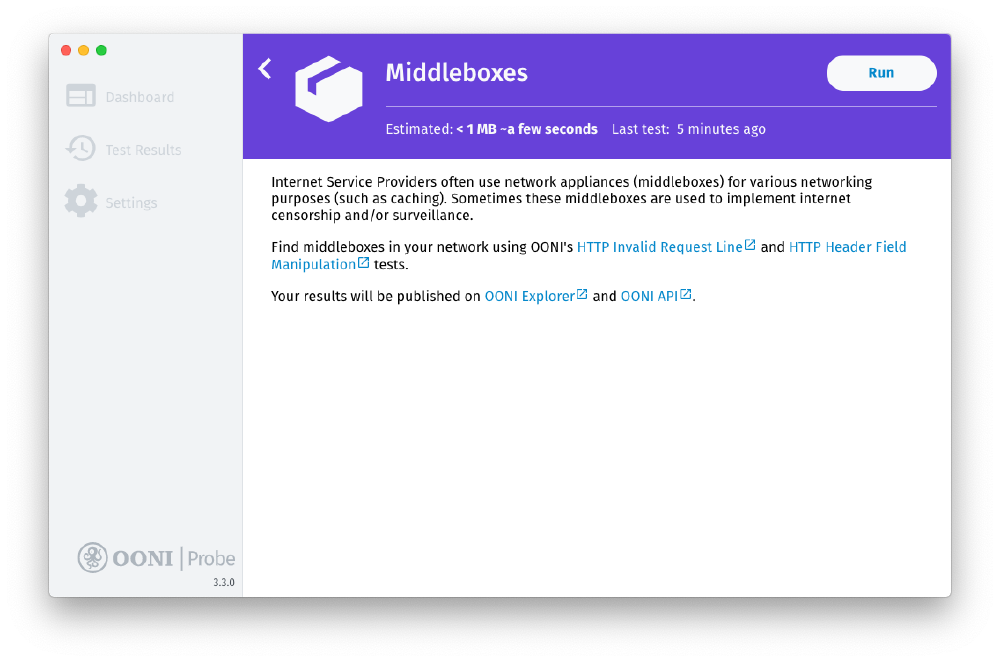 Dashboard
Test Results
Settings
OONI | Probe
3.3.0
Middleboxes
Run
Estimated: < 1 MB ~a few seconds Last test: 5 minutes ago
Internet Service Providers often use network appliances (middleboxes) for various networking
purposes (such as caching). Sometimes these middleboxes are used to implement internet
censorship and/or surveillance.
Find middleboxes in your network using OONI's HTTP Invalid Request Line and HTTP Header Field
Manipulation tests.
Your results will be published on OONI Explorer and OONI API.